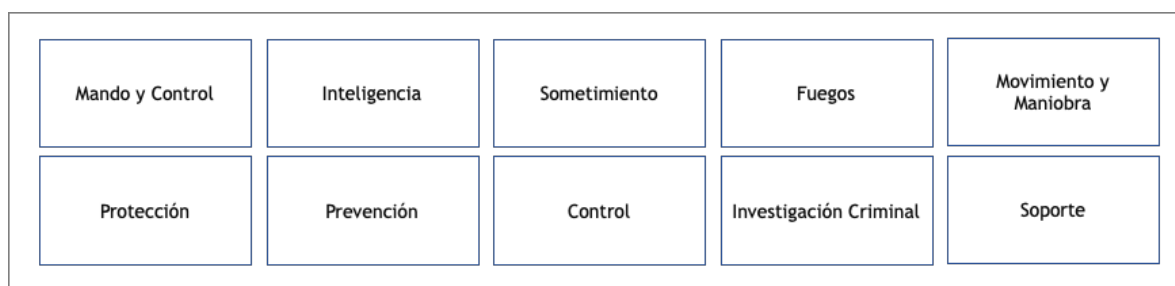 Mando y Control
Inteligencia
Sometimiento
Fuegos
Movimiento y
Maniobra
Protección
Prevención
Control
Investigación Criminal
Soporte